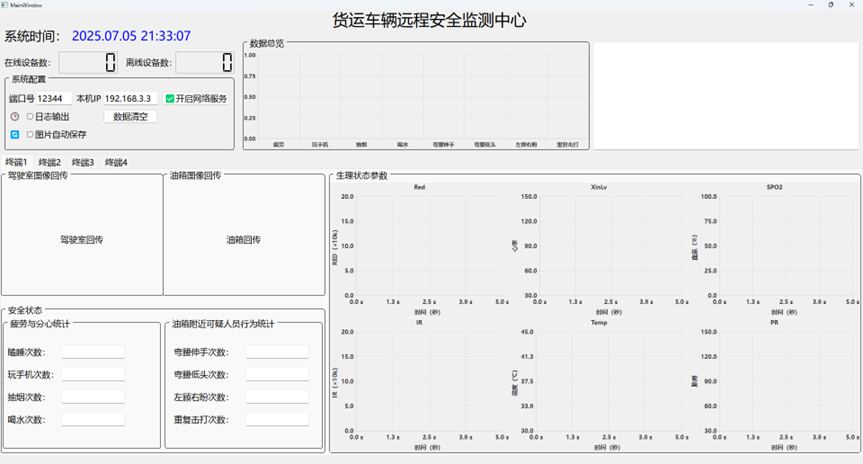 MainWindow
货运车辆远程安全监测中心
系统时间： 2025.07.05 21:33:07
在线设备数： 0 离线设备数： 0
系统配置
端口号 12344 本机IP 192.168.3.3 开启网络服务
日志输出 数据清空
图片自动保存
数据总览
1.00
0.75
0.50
0.25
0.00
疲劳 玩手机 抽烟 喝水 弯腰伸手 弯腰低头 左顾右盼 重复击打
终端1 终端2 终端3 终端4
驾驶室图像回传 油箱图像回传
驾驶室回传 油箱回传
安全状态
疲劳与分心统计
瞌睡次数：
玩手机次数：
抽烟次数：
喝水次数：
油箱附近可疑人员行为统计
弯腰伸手次数：
弯腰低头次数：
左顾右盼次数：
重复击打次数：
生理状态参数
Red
RED (×10k)
20.0
15.0
10.0
5.0
0.0
0.0 s 1.3 s 2.5 s 3.8 s 5.0 s
时间 (秒)
XinLv
心率
150.0
120.0
90.0
60.0
30.0
0.0 s 1.3 s 2.5 s 3.8 s 5.0 s
时间 (秒)
SPO2
血氧 (%)
100.0
75.0
50.0
25.0
0.0
0.0 s 1.3 s 2.5 s 3.8 s 5.0 s
时间 (秒)
IR
IR (×10k)
20.0
15.0
10.0
5.0
0.0
0.0 s 1.3 s 2.5 s 3.8 s 5.0 s
时间 (秒)
Temp
温度 (℃)
45.0
41.3
37.5
33.8
30.0
0.0 s 1.3 s 2.5 s 3.8 s 5.0 s
时间 (秒)
PR
脉率
150.0
120.0
90.0
60.0
30.0
0.0 s 1.3 s 2.5 s 3.8 s 5.0 s
时间 (秒)